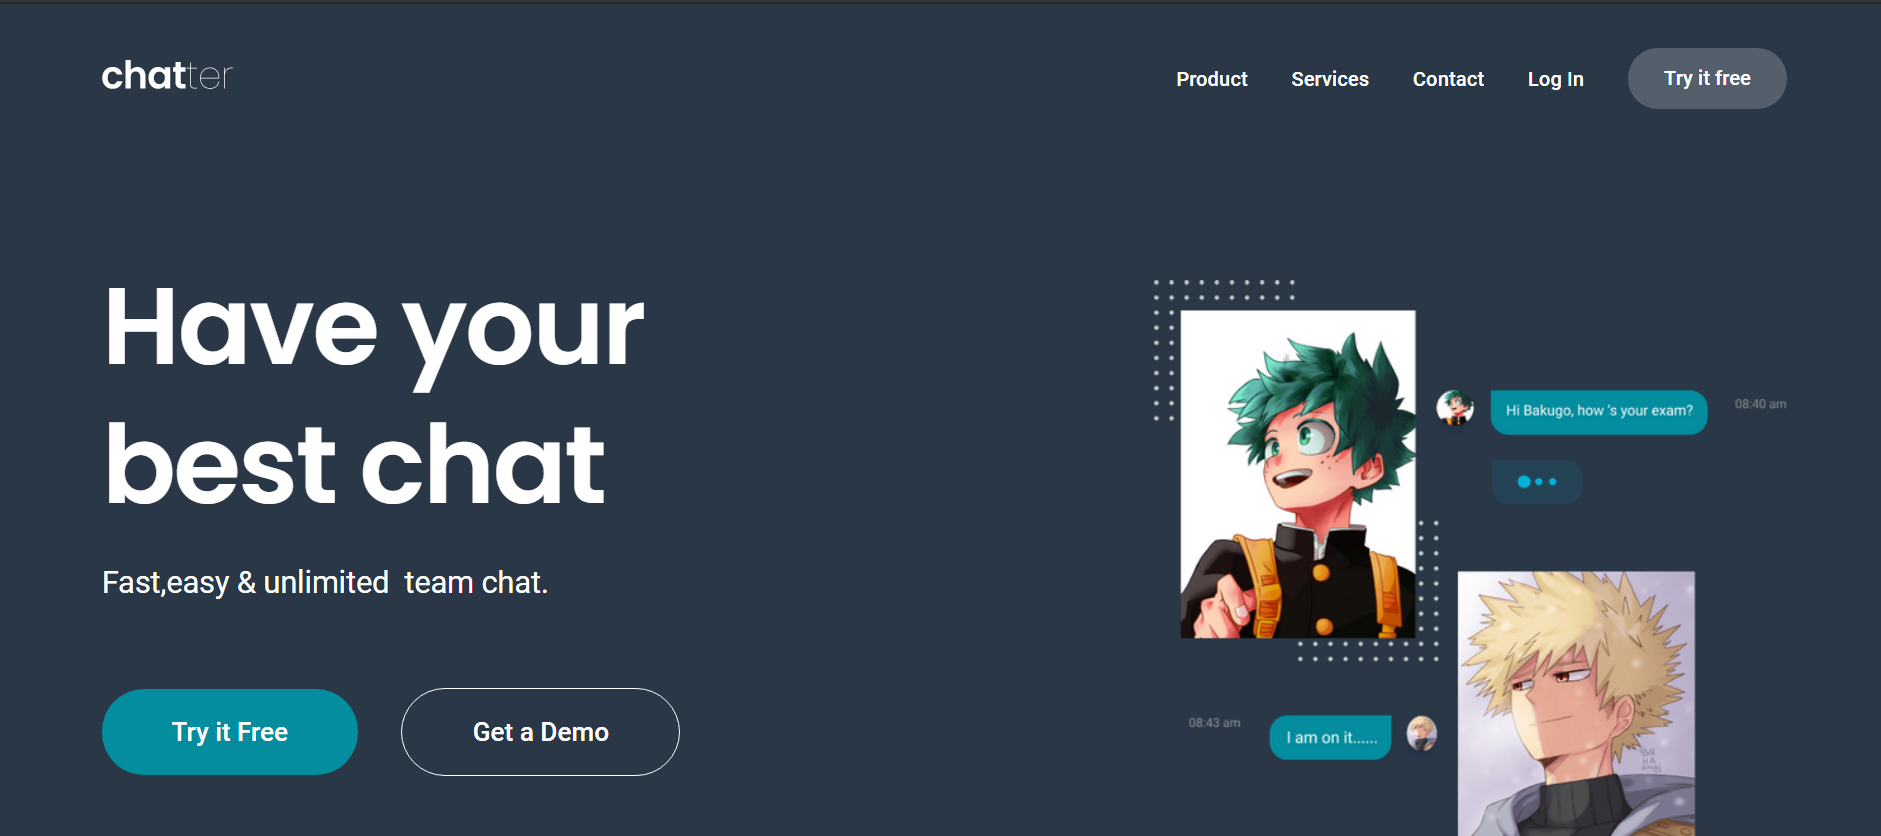 chatter
Product Services Contact Log In Try it free
Have your
best chat
Fast,easy & unlimited team chat.
Try it Free Get a Demo
Hi Bakugo, how 's your exam? 08:40 am
08:43 am I am on it......